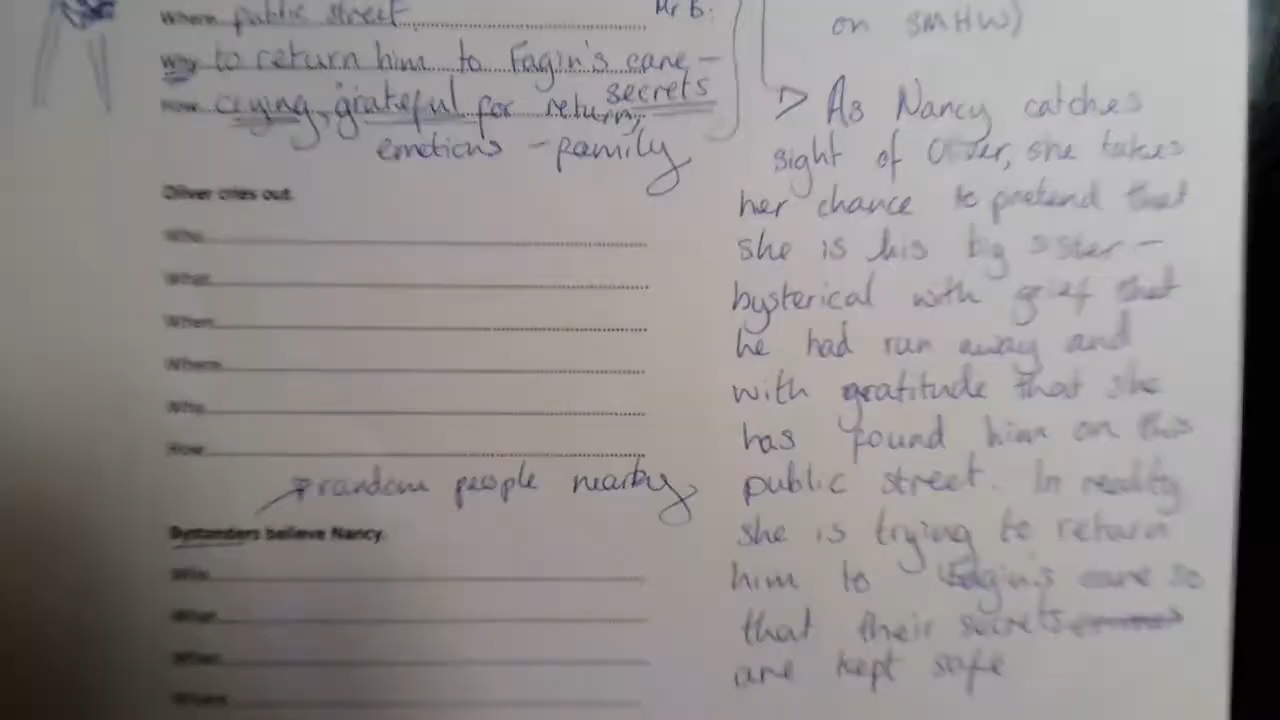 Where public street
Mr B.
Why to return him to Fagin's care –
secrets
How crying, grateful for return,
emotions – family
Oliver cries out.
Who
What
When
Where
Why
How
random people nearby
Bystanders believe Nancy.
Who
What
When
Where
on SMHW)
> As Nancy catches
sight of Oliver, she takes
her chance to pretend that
she is his big sister –
hysterical with grief that
he had run away and
with gratitude that she
has found him on this
public street. In reality
she is trying to return
him to Fagin's care so
that their secrets
are kept safe